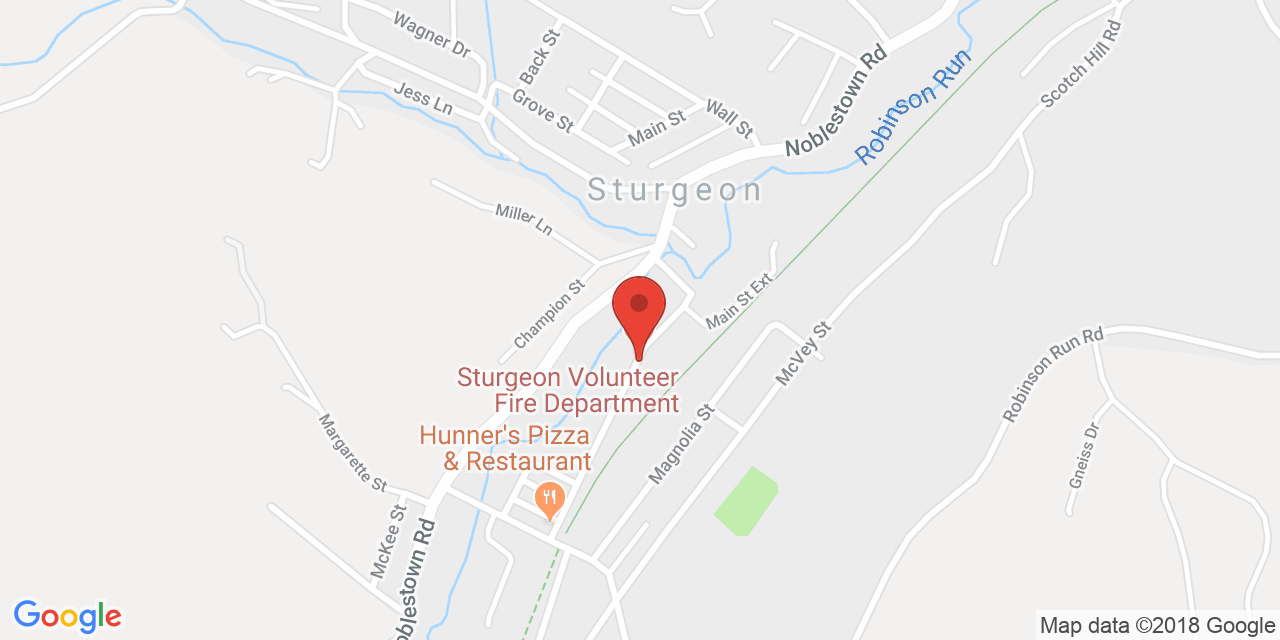 Wagner Dr
Back St
Jess Ln
Grove St
Main St
Wall St
Noblestown Rd
Robinson Run
Scotch Hill Rd
Sturgeon
Miller Ln
Champion St
Main St Ext
McVey St
Robinson Run Rd
Sturgeon Volunteer
Fire Department
Hunner's Pizza
& Restaurant
Magnolia St
Margarette St
Gneiss Dr
McKee St
oblestown Rd
Google
Map data ©2018 Google